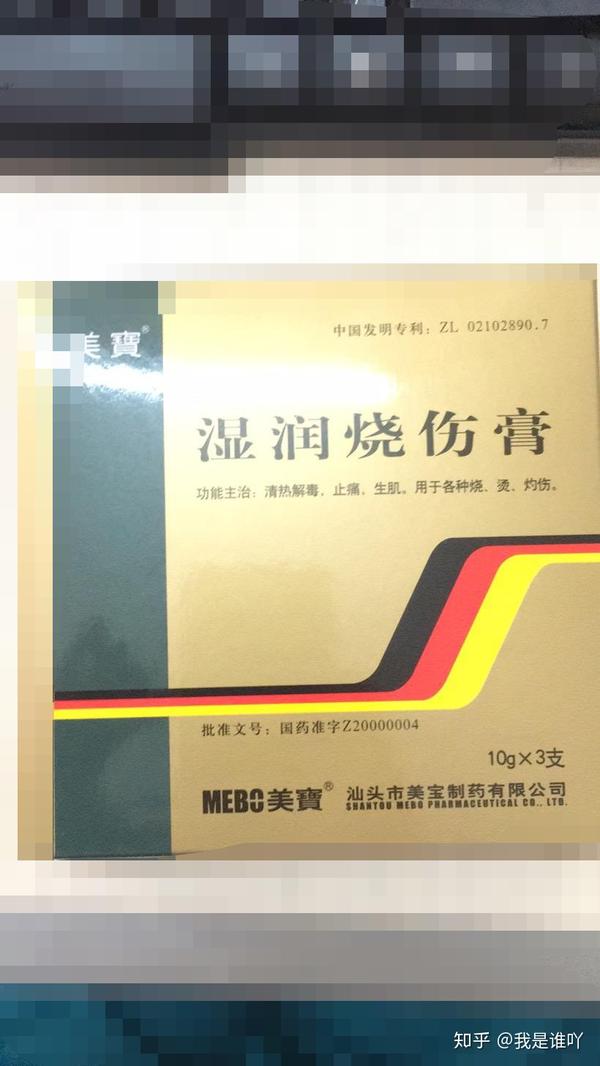 中国发明专利：ZL 02102890.7
美寶®
湿润烧伤膏
功能主治：清热解毒，止痛，生肌。用于各种烧、烫、灼伤。
批准文号：国药准字Z20000004
10g×3支
MEBO美寶® 汕头市美宝制药有限公司
SHANTOU MEBO PHARMACEUTICAL CO., LTD.
知乎 @我是谁吖